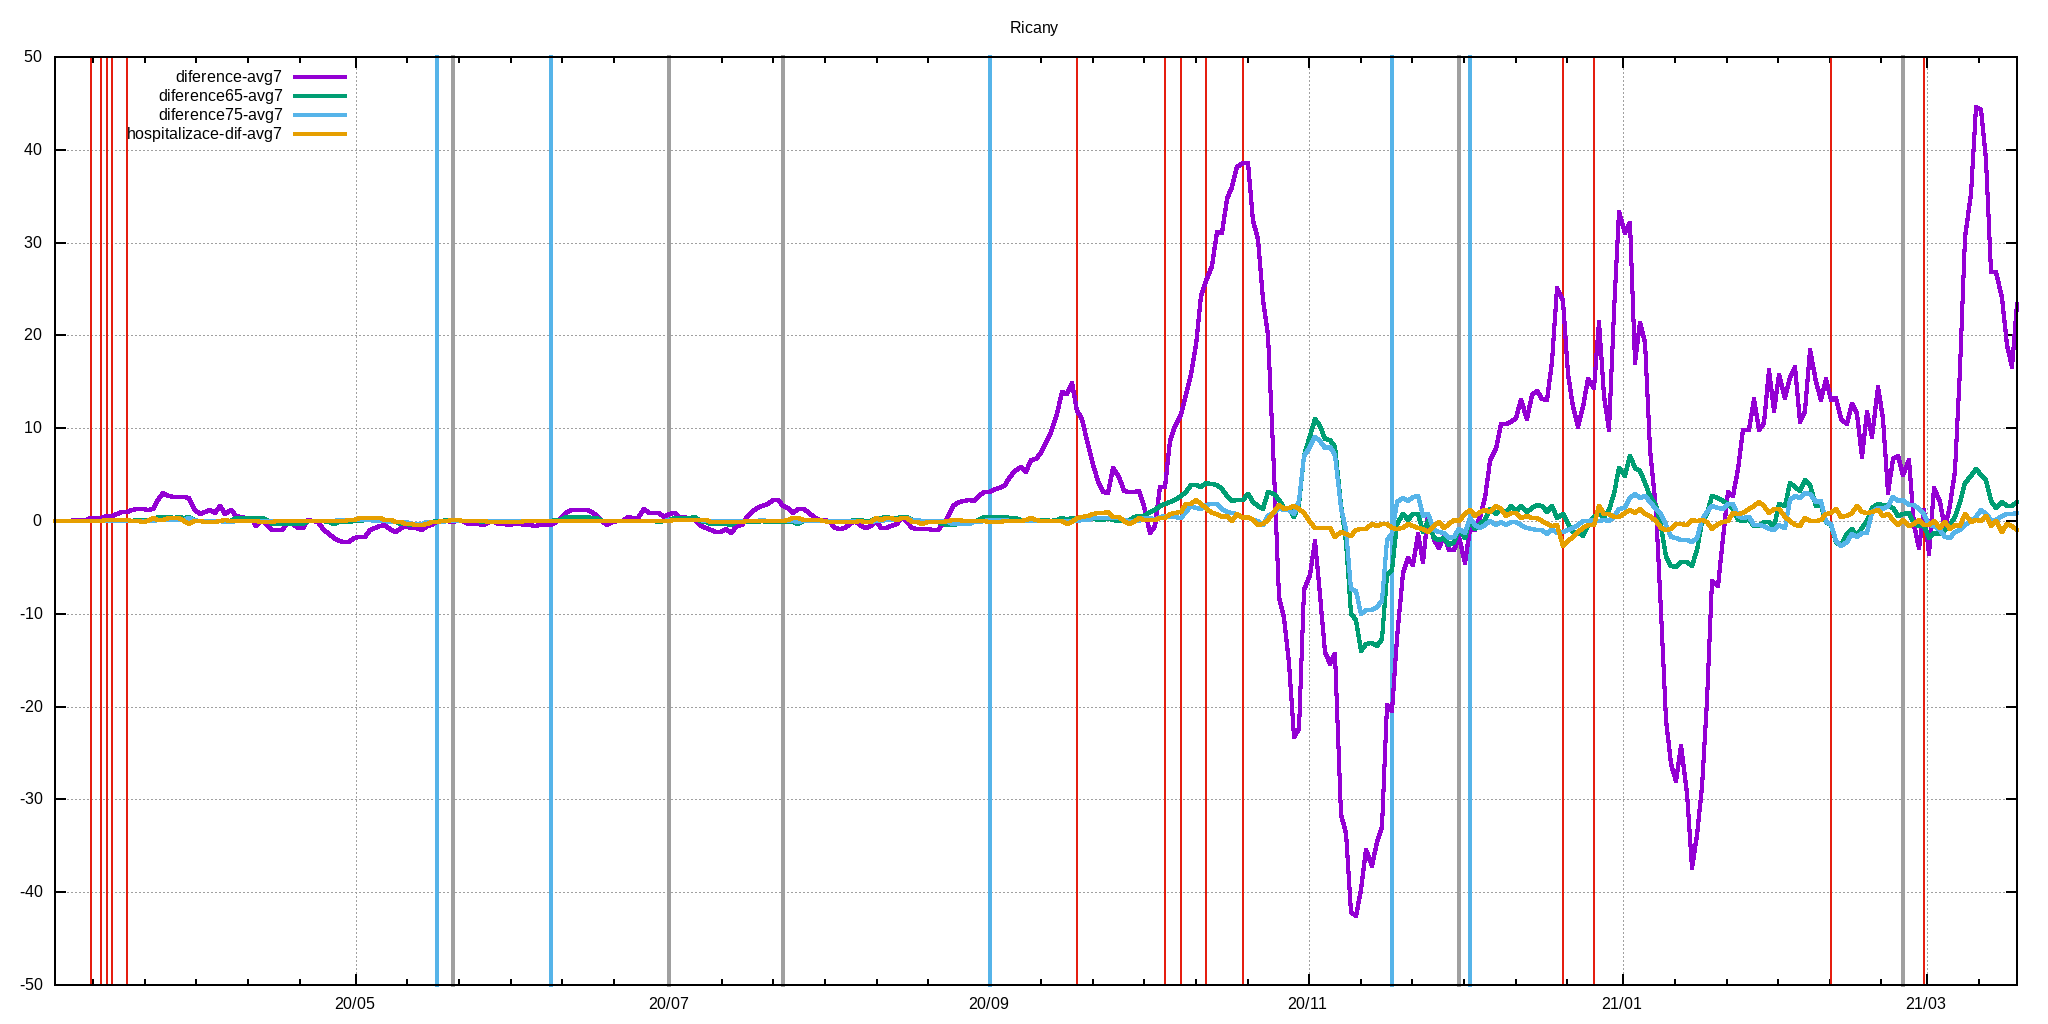 Ricany
diference-avg7
diference65-avg7
diference75-avg7
hospitalizace-dif-avg7
50
40
30
20
10
0
-10
-20
-30
-40
-50
20/05 20/07 20/09 20/11 21/01 21/03